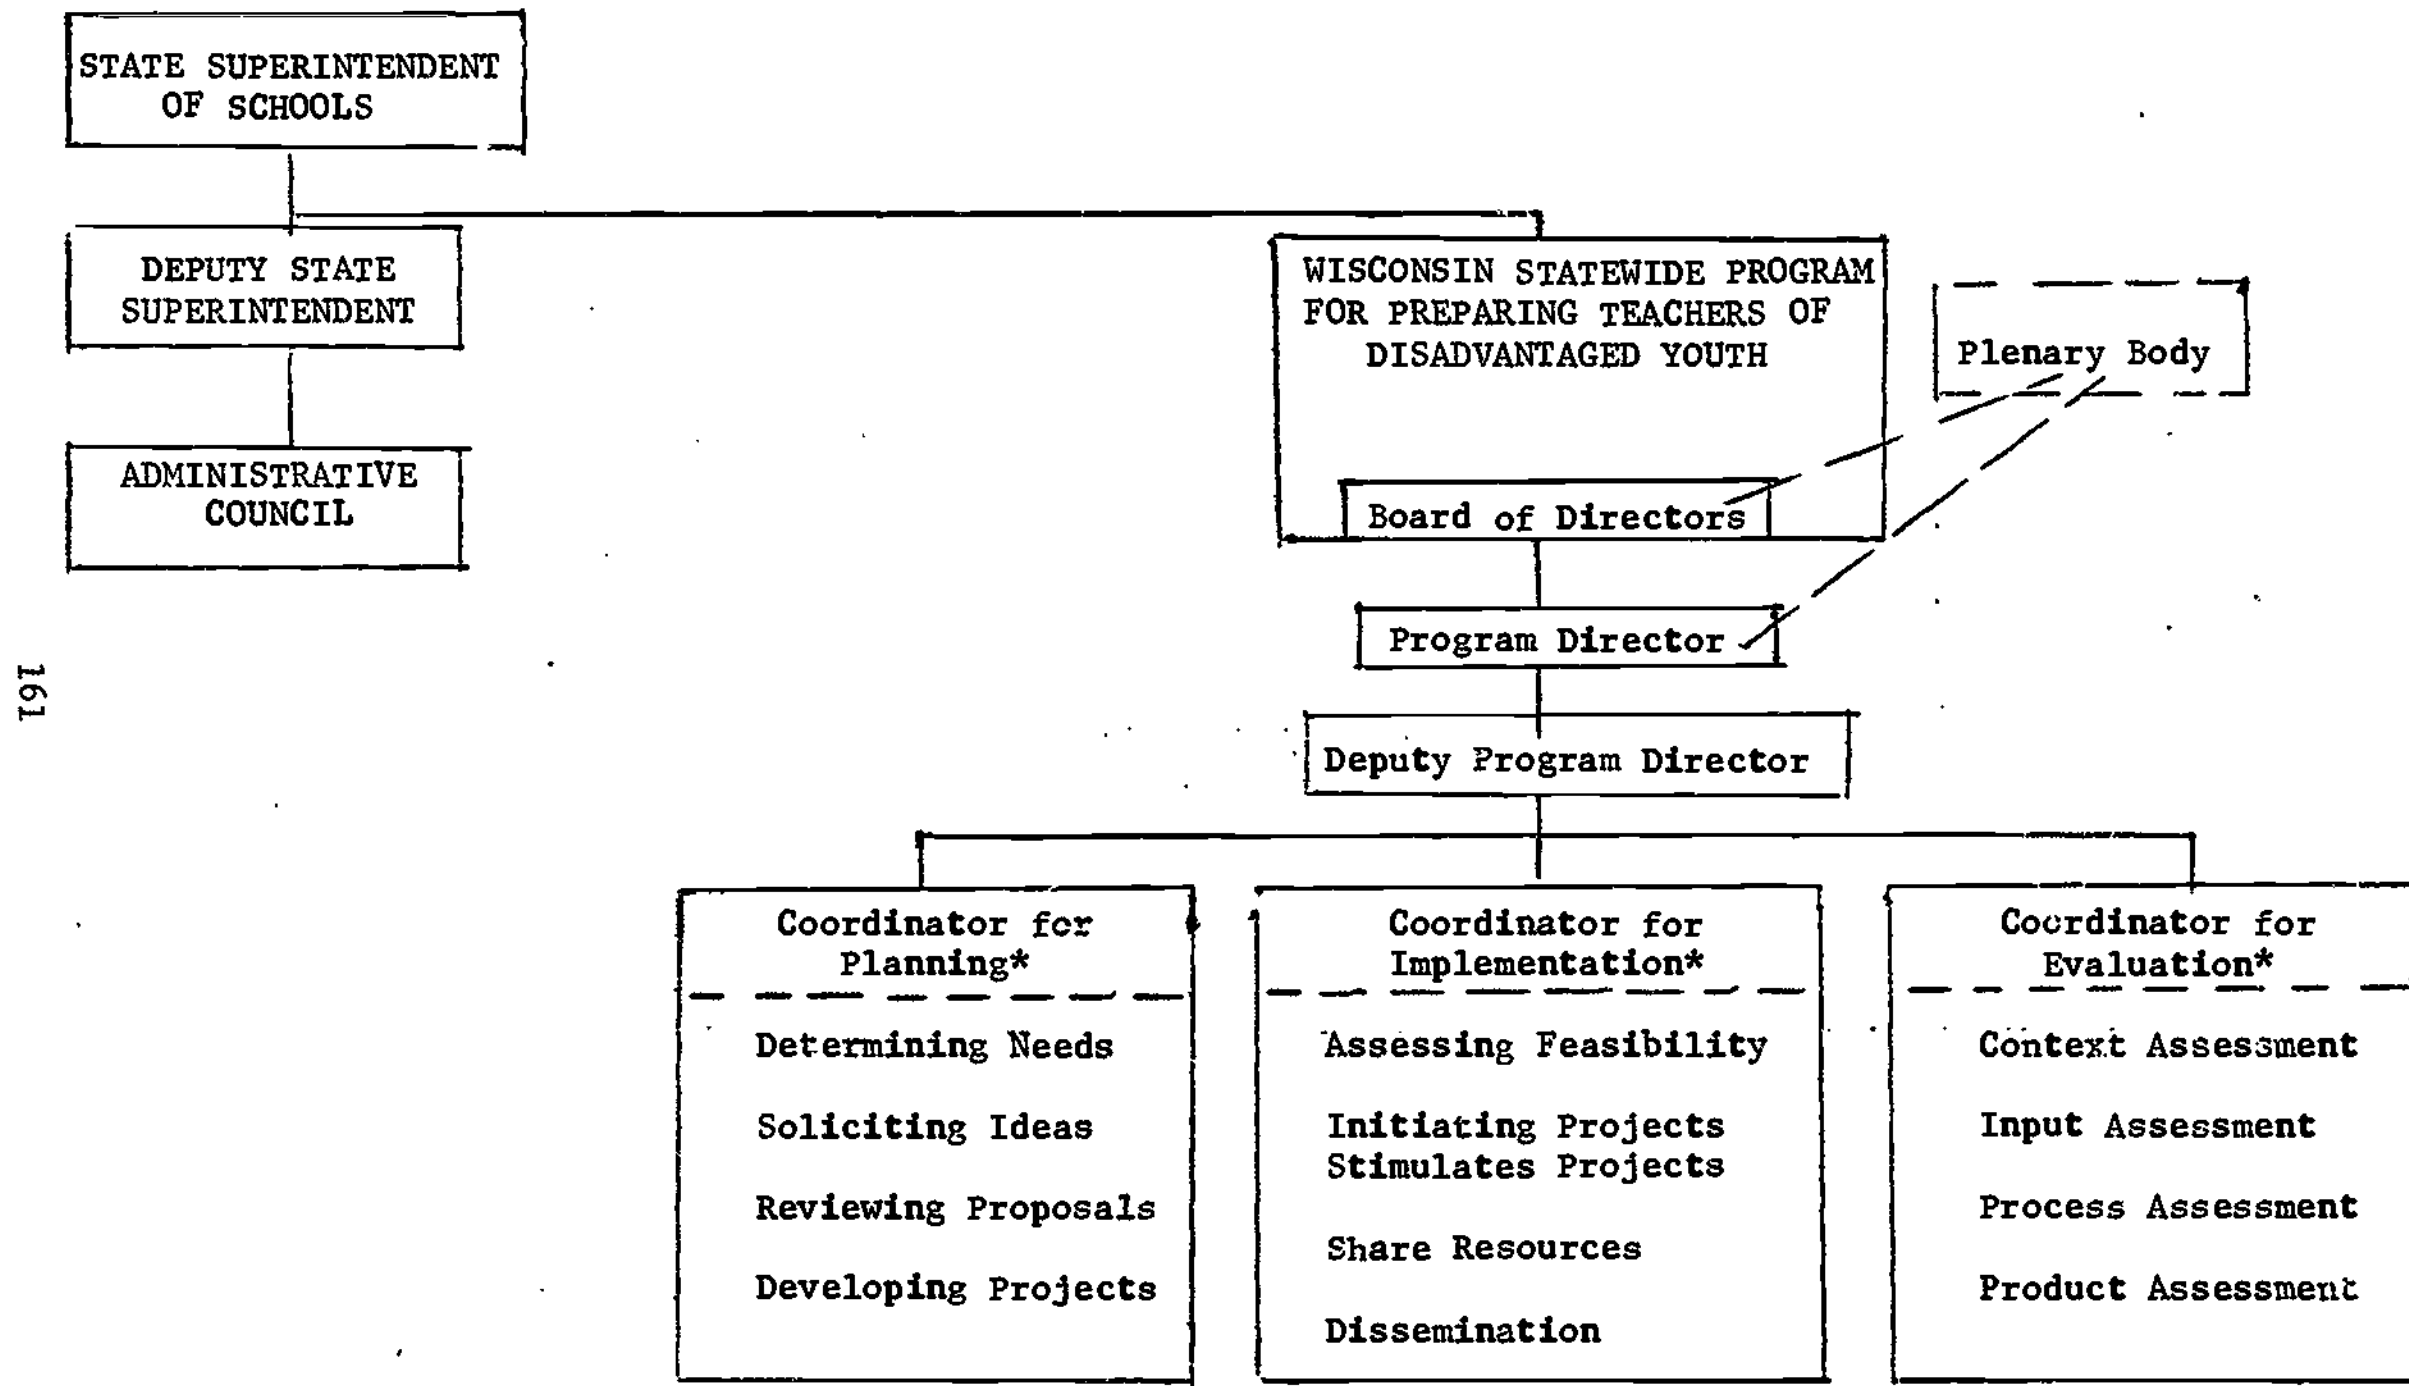 STATE SUPERINTENDENT
OF SCHOOLS
DEPUTY STATE
SUPERINTENDENT
ADMINISTRATIVE
COUNCIL
WISCONSIN STATEWIDE PROGRAM
FOR PREPARING TEACHERS OF
DISADVANTAGED YOUTH
Board of Directors
Plenary Body
Program Director
Deputy Program Director
Coordinator for
Planning*
Determining Needs
Soliciting Ideas
Reviewing Proposals
Developing Projects
Coordinator for
Implementation*
Assessing Feasibility
Initiating Projects
Stimulates Projects
Share Resources
Dissemination
Coordinator for
Evaluation*
Context Assessment
Input Assessment
Process Assessment
Product Assessment
161